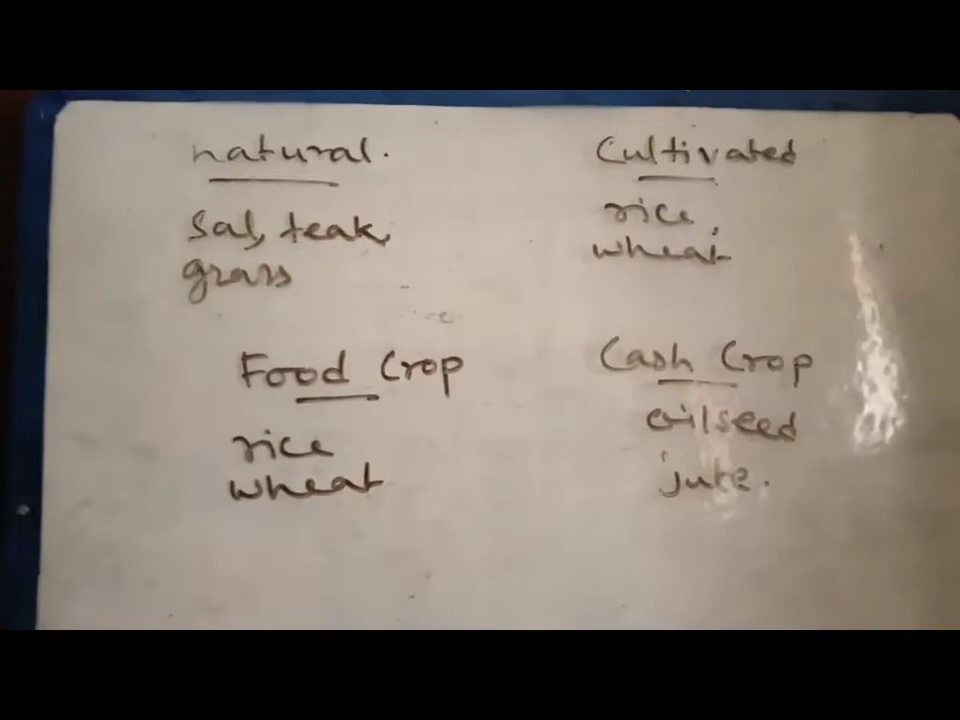 natural.
Sal, teak,
grass
Cultivated
rice,
wheat
Food Crop
rice
wheat
Cash Crop
oilseed
jute.